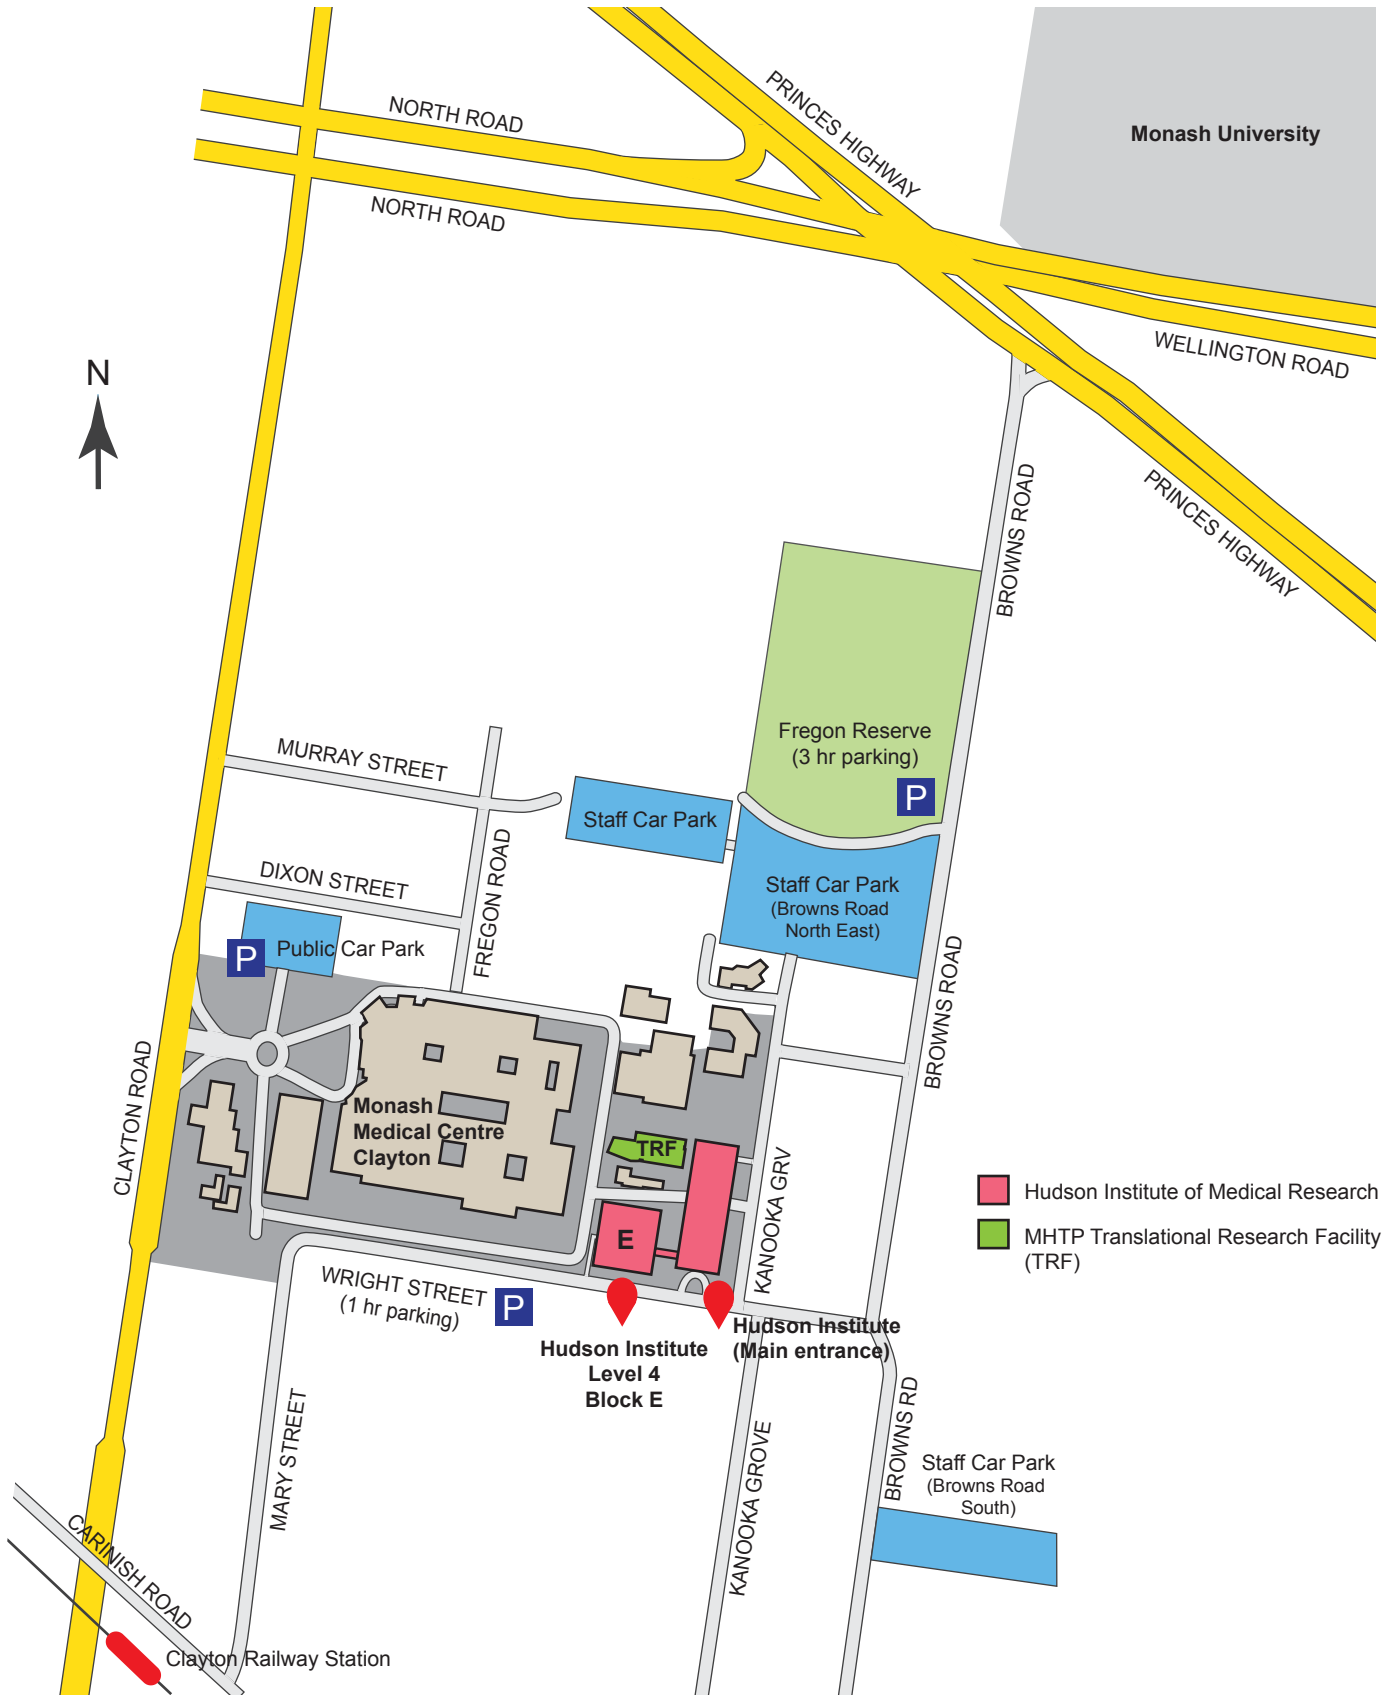 NORTH ROAD
PRINCES HIGHWAY
Monash University
NORTH ROAD
WELLINGTON ROAD
N
PRINCES HIGHWAY
BROWNS ROAD
Fregon Reserve
(3 hr parking)
P
MURRAY STREET
Staff Car Park
FREGON ROAD
DIXON STREET
Staff Car Park
(Browns Road
North East)
P
Public Car Park
BROWNS ROAD
CLAYTON ROAD
Monash
Medical Centre
Clayton
TRF
KANOOKA GRV
Hudson Institute of Medical Research
MHTP Translational Research Facility
(TRF)
E
WRIGHT STREET
(1 hr parking)
P
Hudson Institute
(Main entrance)
Hudson Institute
Level 4
Block E
MARY STREET
KANOOKA GROVE
BROWNS RD
Staff Car Park
(Browns Road
South)
CARINISH ROAD
Clayton Railway Station